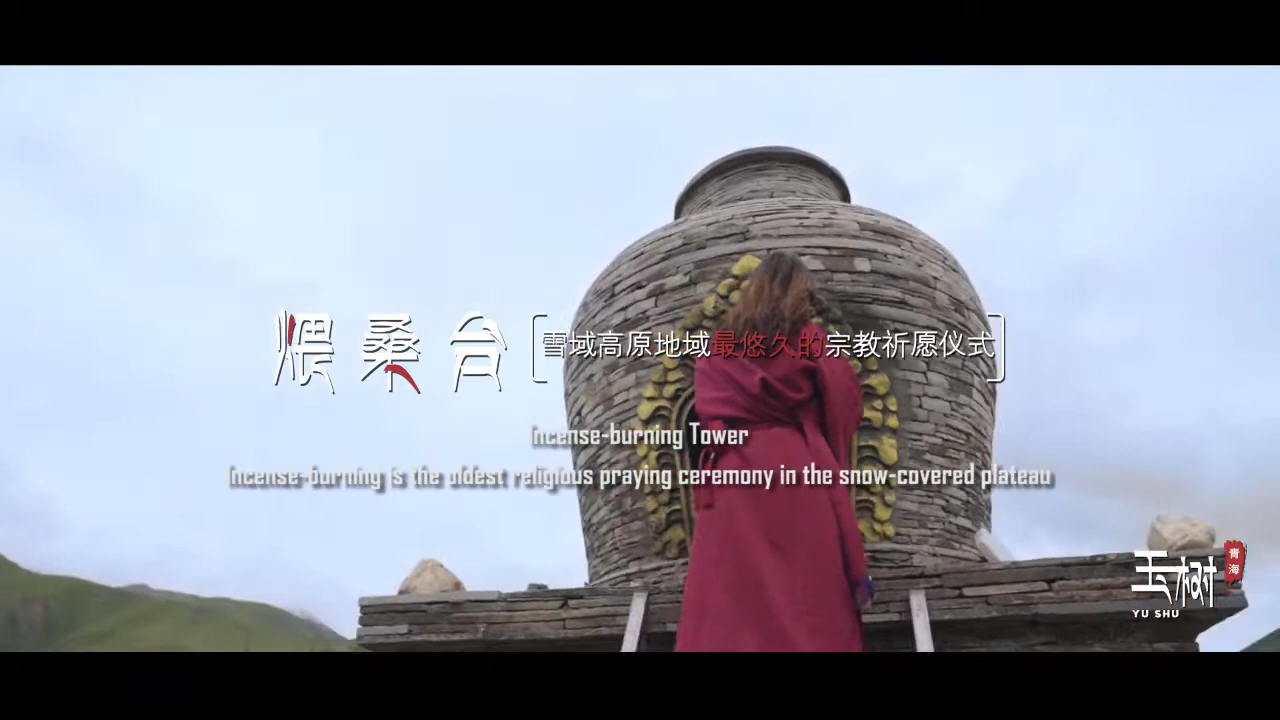 煨桑台[雪域高原地域最悠久的宗教祈愿仪式]
Incense-burning Tower
Incense-burning is the oldest religious praying ceremony in the snow-covered plateau
玉树 青海
YU SHU